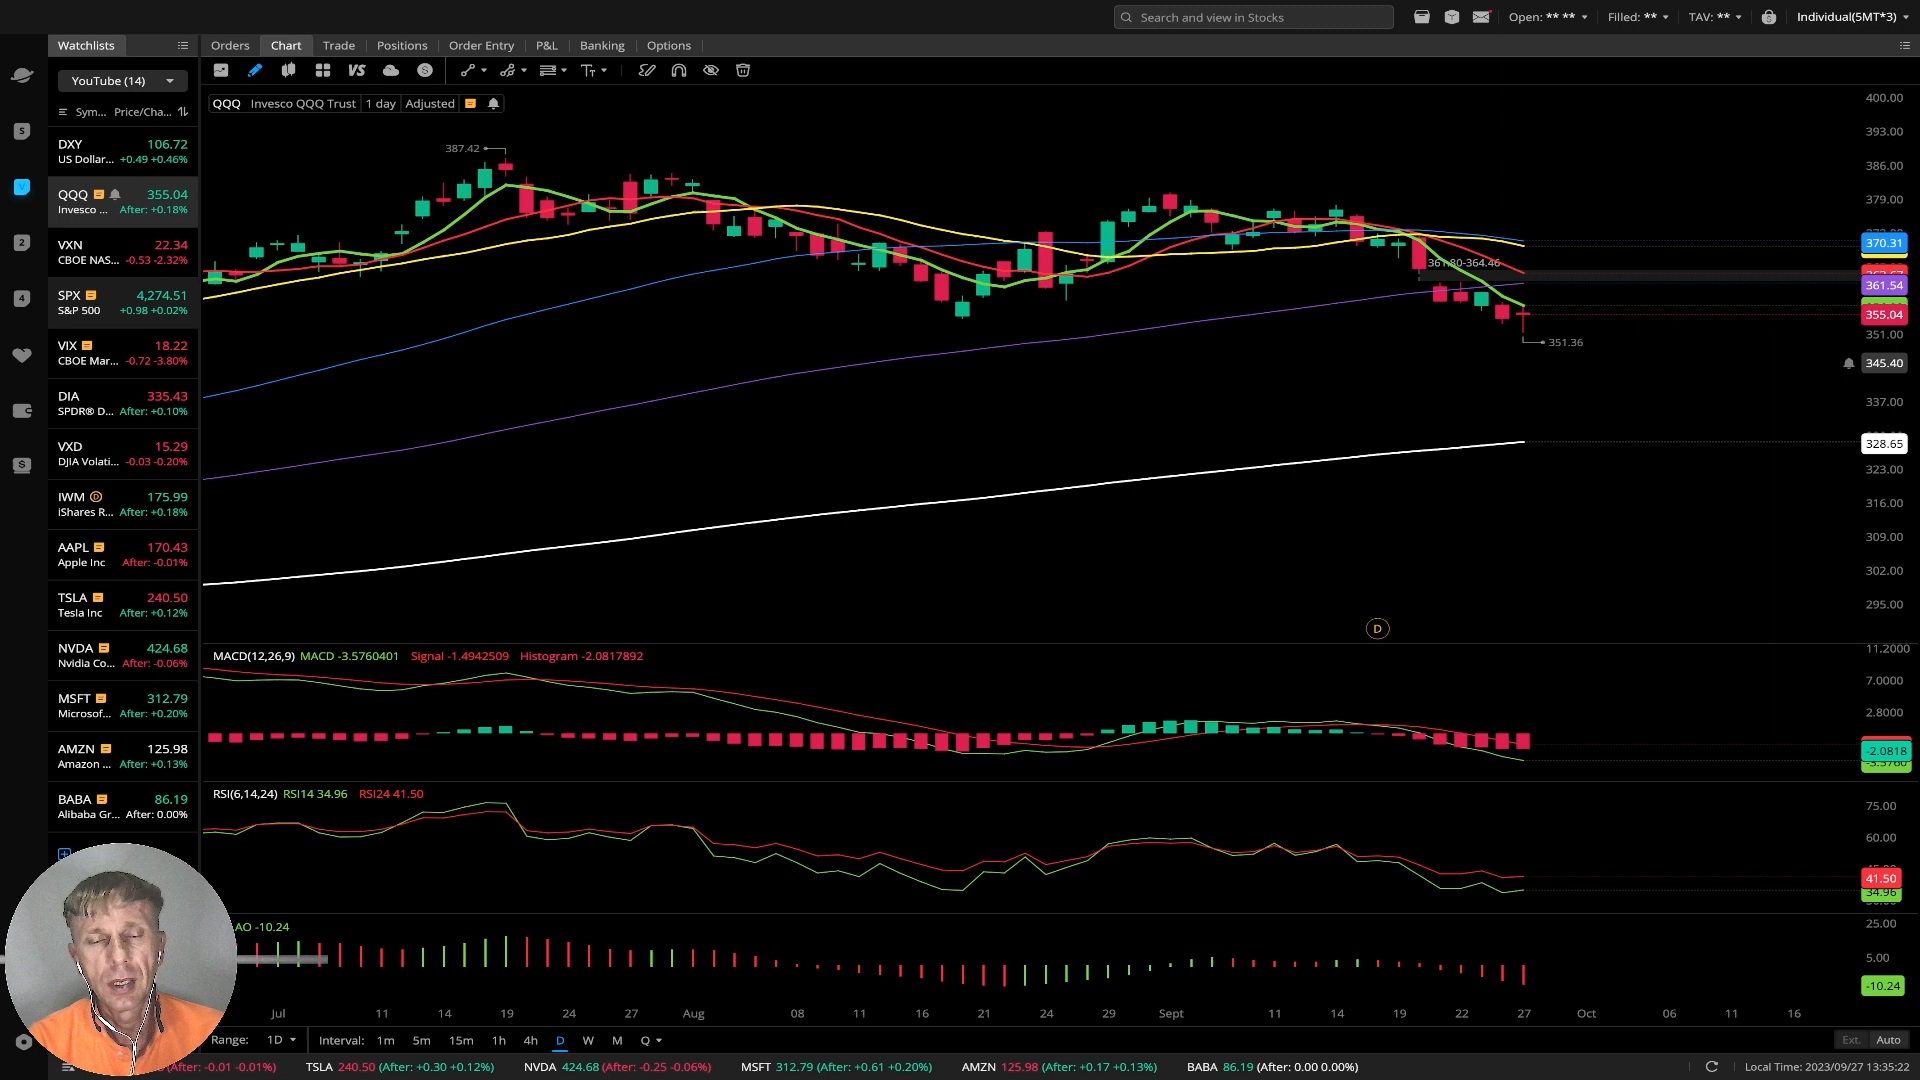 Search and view in Stocks
Open: ** **
Filled: **
TAV: **
Individual(5MT*3)
Watchlists
Orders
Chart
Trade
Positions
Order Entry
P&L
Banking
Options
YouTube (14)
VS
Sym... Price/Cha...
QQQ Invesco QQQ Trust 1 day Adjusted
DXY 106.72
US Dollar... +0.49 +0.46%
QQQ 355.04
Invesco ... After: +0.18%
VXN 22.34
CBOE NAS... -0.53 -2.32%
SPX 4,274.51
S&P 500 +0.98 +0.02%
VIX 18.22
CBOE Mar... -0.72 -3.80%
DIA 335.43
SPDR® D... After: +0.10%
VXD 15.29
DJIA Volati... -0.03 -0.20%
IWM D 175.99
iShares R... After: +0.18%
AAPL 170.43
Apple Inc After: -0.01%
TSLA 240.50
Tesla Inc After: +0.12%
NVDA 424.68
Nvidia Co... After: -0.06%
MSFT 312.79
Microsof... After: +0.20%
AMZN 125.98
Amazon ... After: +0.13%
BABA 86.19
Alibaba Gr... After: 0.00%
387.42
361.80-364.46
351.36
D
400.00
393.00
386.00
379.00
370.31
361.54
355.04
351.00
345.40
337.00
328.65
323.00
316.00
309.00
302.00
295.00
MACD(12,26,9) MACD -3.5760401 Signal -1.4942509 Histogram -2.0817892
11.2000
7.0000
2.8000
-2.0818
RSI(6,14,24) RSI14 34.96 RSI24 41.50
75.00
60.00
41.50
34.96
AO -10.24
25.00
5.00
-10.24
Jul 11 14 19 24 27 Aug 08 11 16 21 24 29 Sept 11 14 19 22 27 Oct 06 11 16
Range: 1D Interval: 1m 5m 15m 1h 4h D W M Q
Ext. Auto
(After: -0.01 -0.01%) TSLA 240.50 (After: +0.30 +0.12%) NVDA 424.68 (After: -0.25 -0.06%) MSFT 312.79 (After: +0.61 +0.20%) AMZN 125.98 (After: +0.17 +0.13%) BABA 86.19 (After: 0.00 0.00%)
Local Time: 2023/09/27 13:35:22